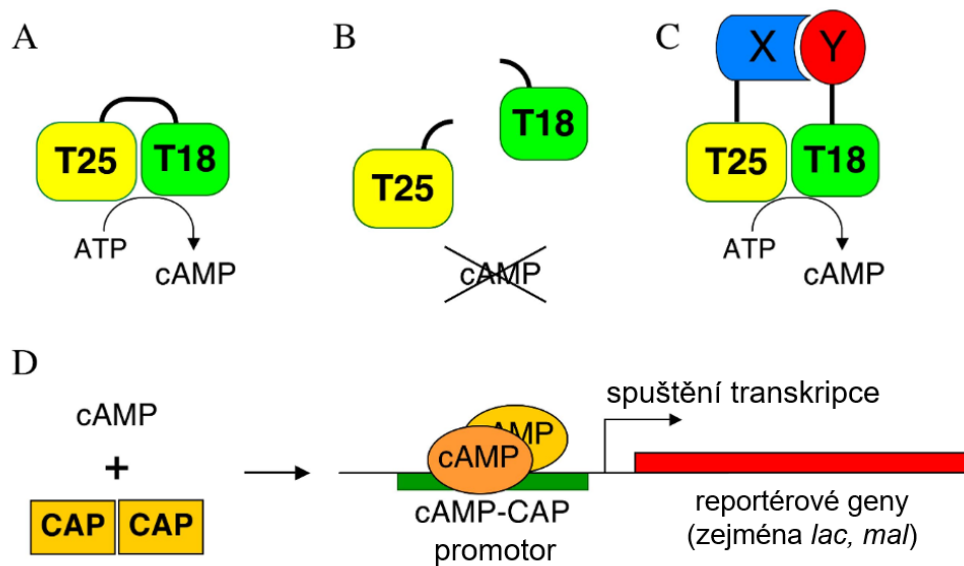 A
T25
T18
ATP
cAMP
B
T18
T25
cAMP
C
X
Y
T25
T18
ATP
cAMP
D
cAMP
+
CAP
CAP
AMP
cAMP
cAMP-CAP
promotor
spuštění transkripce
reportérové geny
(zejména lac, mal)